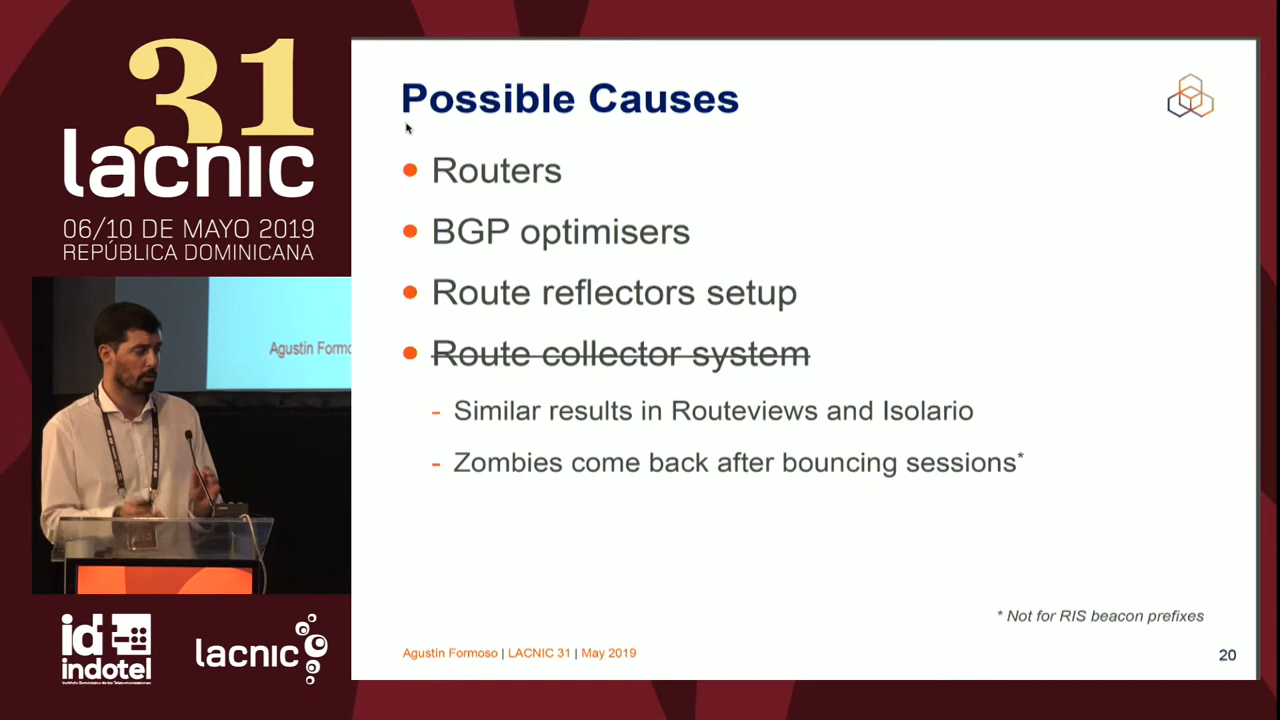 31
lacnic
06/10 DE MAYO 2019
REPÚBLICA DOMINICANA
Agustin Formo
id
indotel
lacnic
Possible Causes
• Routers
• BGP optimisers
• Route reflectors setup
• Route collector system
- Similar results in Routeviews and Isolario
- Zombies come back after bouncing sessions*
* Not for RIS beacon prefixes
Agustin Formoso | LACNIC 31 | May 2019
20